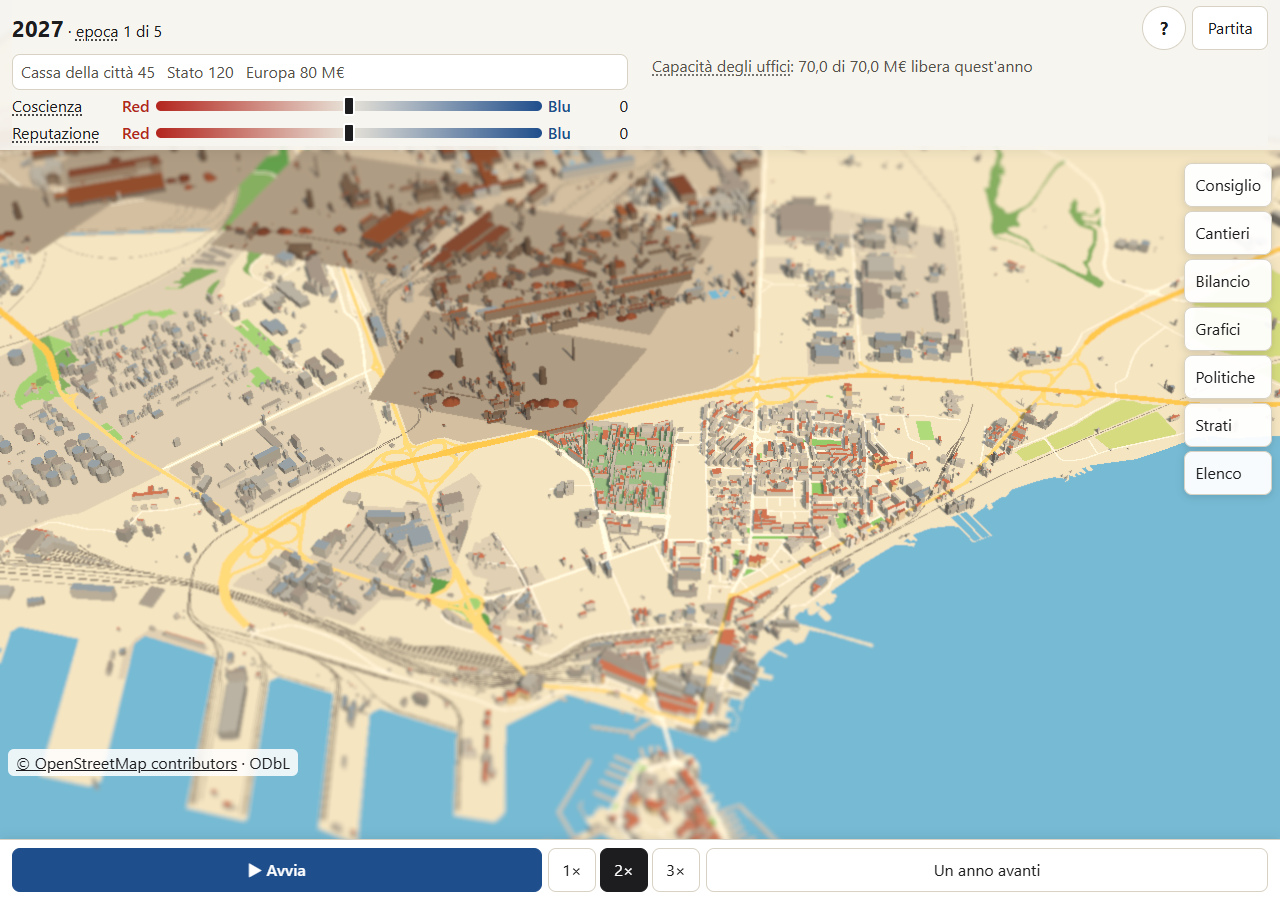 2027 · epoca 1 di 5
?
Partita
Cassa della città 45 Stato 120 Europa 80 M€
Capacità degli uffici: 70,0 di 70,0 M€ libera quest'anno
Coscienza Red Blu 0
Reputazione Red Blu 0
Consiglio
Cantieri
Bilancio
Grafici
Politiche
Strati
Elenco
© OpenStreetMap contributors · ODbL
▶ Avvia
1×
2×
3×
Un anno avanti